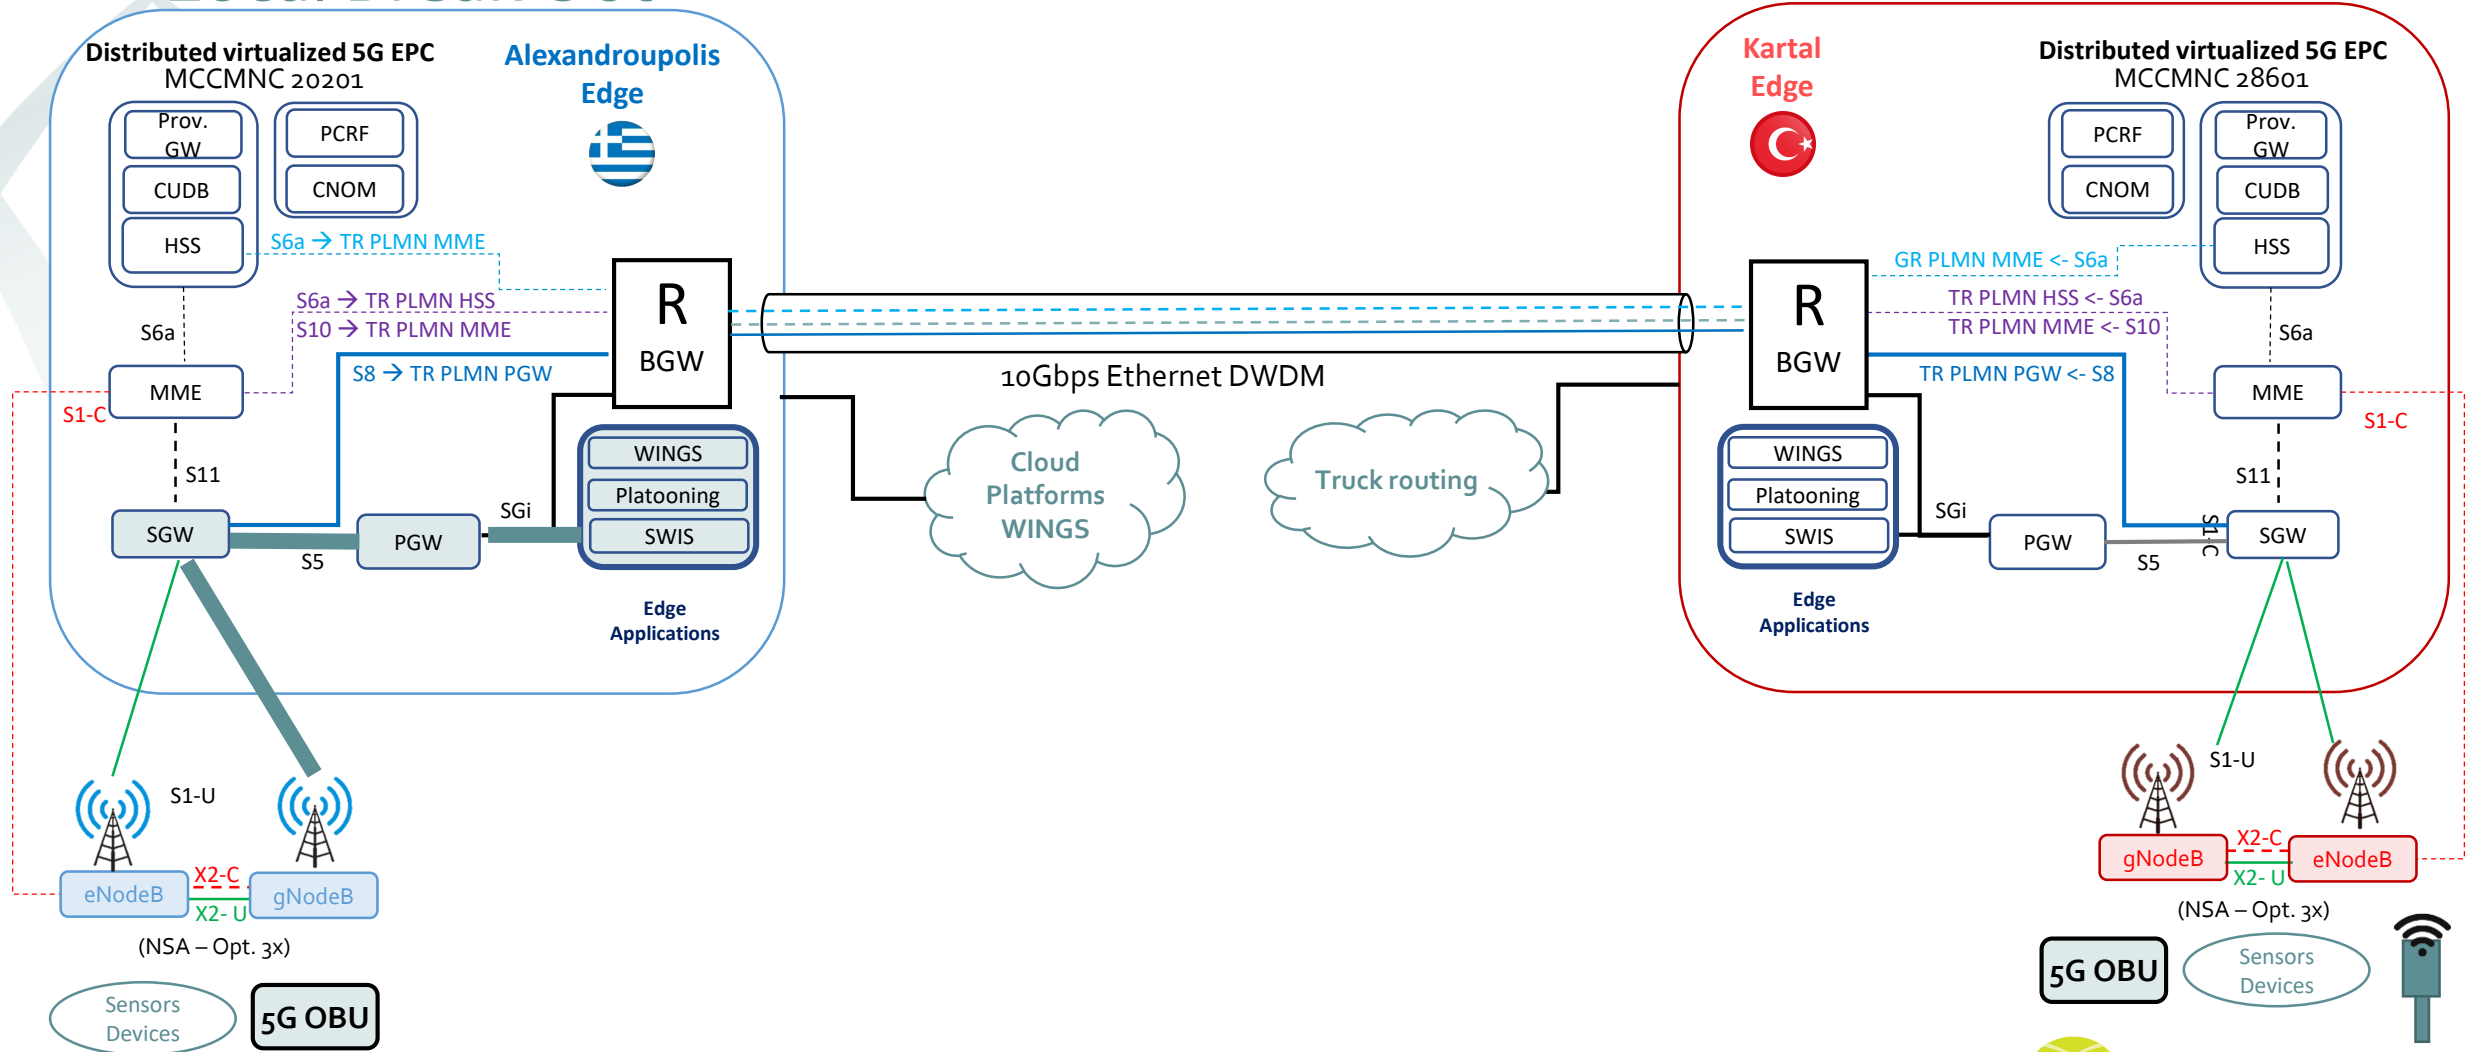 Distributed virtualized 5G EPC
MCCMNC 20201
Alexandroupolis
Edge
Prov.
GW
CUDB
HSS
PCRF
CNOM
S6a → TR PLMN MME
S6a → TR PLMN HSS
S10 → TR PLMN MME
S8 → TR PLMN PGW
S6a
MME
S1-C
S11
SGW
S5
PGW
SGi
R
BGW
WINGS
Platooning
SWIS
Edge
Applications
S1-U
eNodeB
X2-C
X2- U
gNodeB
(NSA – Opt. 3x)
Sensors
Devices
5G OBU
10Gbps Ethernet DWDM
Cloud
Platforms
WINGS
Truck routing
Kartal
Edge
Distributed virtualized 5G EPC
MCCMNC 28601
PCRF
CNOM
Prov.
GW
CUDB
HSS
GR PLMN MME <- S6a
TR PLMN HSS <- S6a
TR PLMN MME <- S10
TR PLMN PGW <- S8
R
BGW
S6a
MME
S1-C
S11
S1-C
SGW
S5
PGW
SGi
WINGS
Platooning
SWIS
Edge
Applications
S1-U
gNodeB
X2-C
X2- U
eNodeB
(NSA – Opt. 3x)
5G OBU
Sensors
Devices